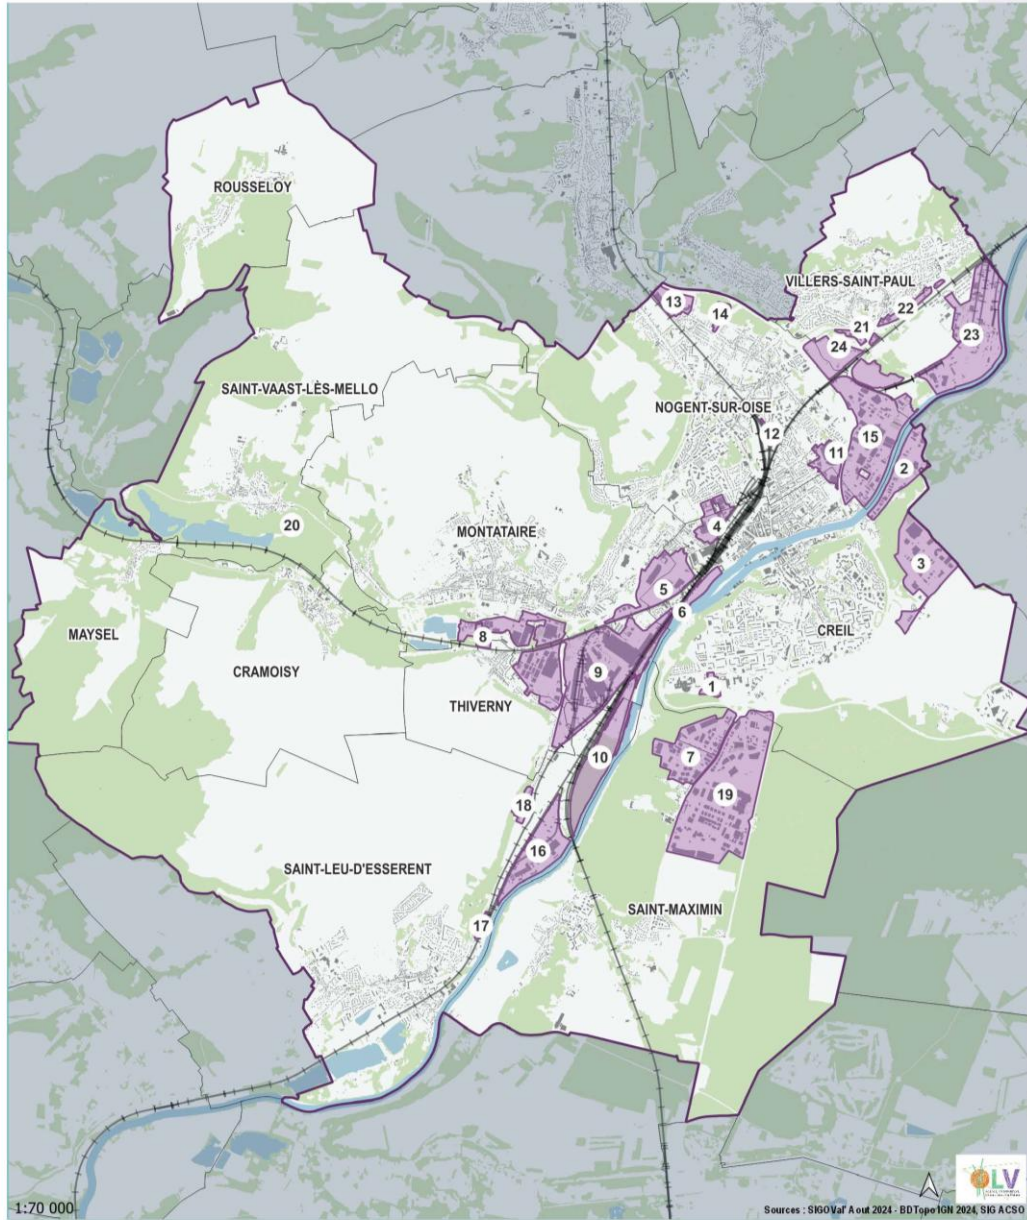 ROUSSELOY
VILLERS-SAINT-PAUL
13
14
22
21
23
24
SAINT-VAAST-LÈS-MELLO
NOGENT-SUR-OISE
12
15
11
2
20
4
MONTATAIRE
3
5
6
MAYSEL
8
CREIL
CRAMOISY
9
1
THIVERNY
10
7
19
18
16
SAINT-LEU-D'ESSERENT
SAINT-MAXIMIN
17
LV
1:70 000
Sources : SIGOVal' Aout 2024 - BDTopo IGN 2024, SIG ACSO